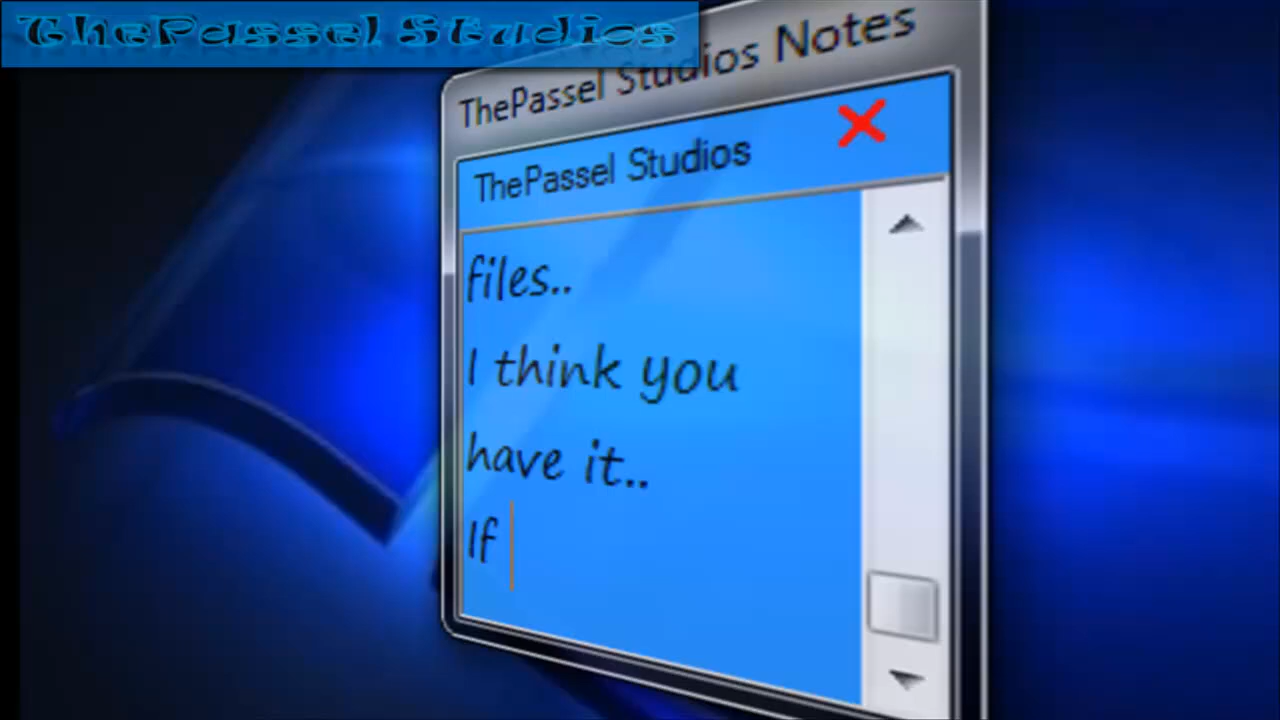 ThePassel Studios
ThePassel Studios Notes
ThePassel Studios
files..
I think you
have it..
If